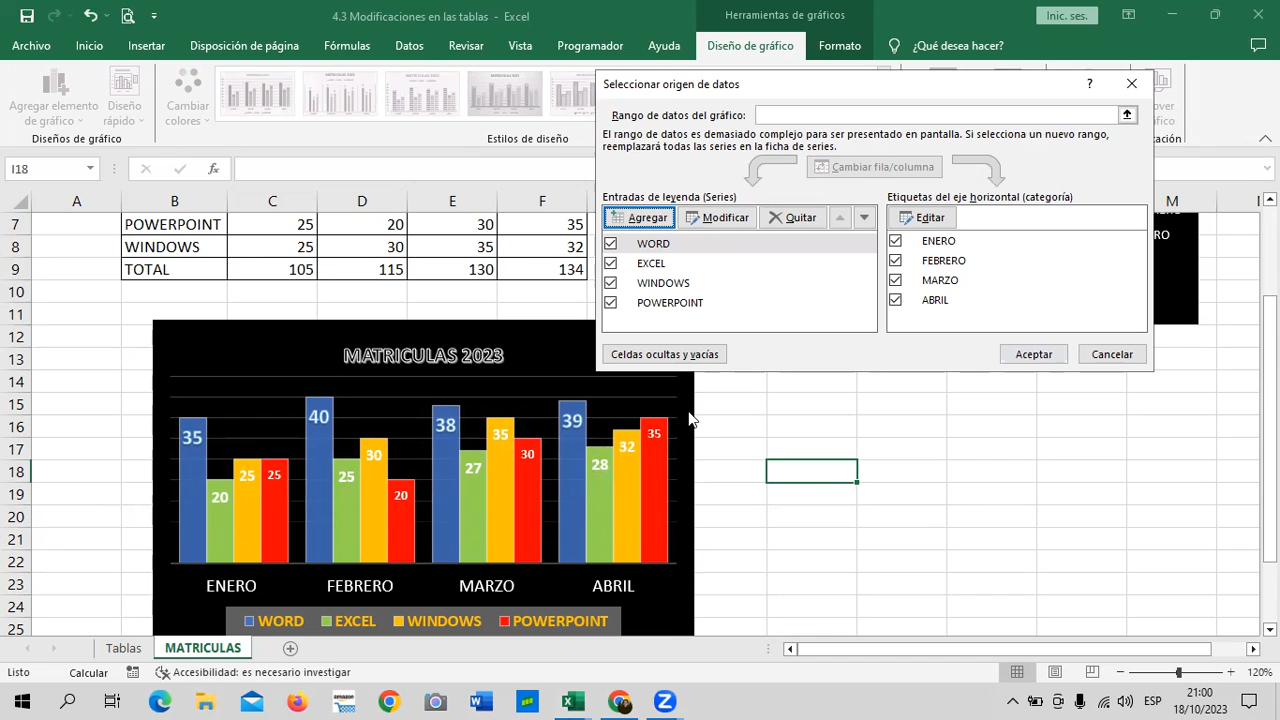 4.3 Modificaciones en las tablas - Excel
Herramientas de gráficos
Inic. ses.
Archivo Inicio Insertar Disposición de página Fórmulas Datos Revisar Vista Programador Ayuda Diseño de gráfico Formato ¿Qué desea hacer?
Agregar elemento
de gráfico
Diseño
rápido
Cambiar
colores
Diseños de gráfico
Estilos de diseño
I18
fx
A B C D E F
7 POWERPOINT 25 20 30 35
8 WINDOWS 25 30 35 32
9 TOTAL 105 115 130 134
10
11
12
13
14
15
16
17
18
19
20
21
22
23
24
25
Seleccionar origen de datos
?
Rango de datos del gráfico:
El rango de datos es demasiado complejo para ser presentado en pantalla. Si selecciona un nuevo rango,
reemplazará todas las series en la ficha de series.
Cambiar fila/columna
Entradas de leyenda (Series)
Etiquetas del eje horizontal (categoría)
Agregar Modificar Quitar
Editar
WORD
EXCEL
WINDOWS
POWERPOINT
ENERO
FEBRERO
MARZO
ABRIL
Celdas ocultas y vacías
Aceptar
Cancelar
MATRICULAS 2023
35 20 25 25
40 25 30 20
38 27 35 30
39 28 32 35
ENERO FEBRERO MARZO ABRIL
WORD EXCEL WINDOWS POWERPOINT
Tablas MATRICULAS
Listo Calcular Accesibilidad: es necesario investigar
120%
ESP
21:00
18/10/2023